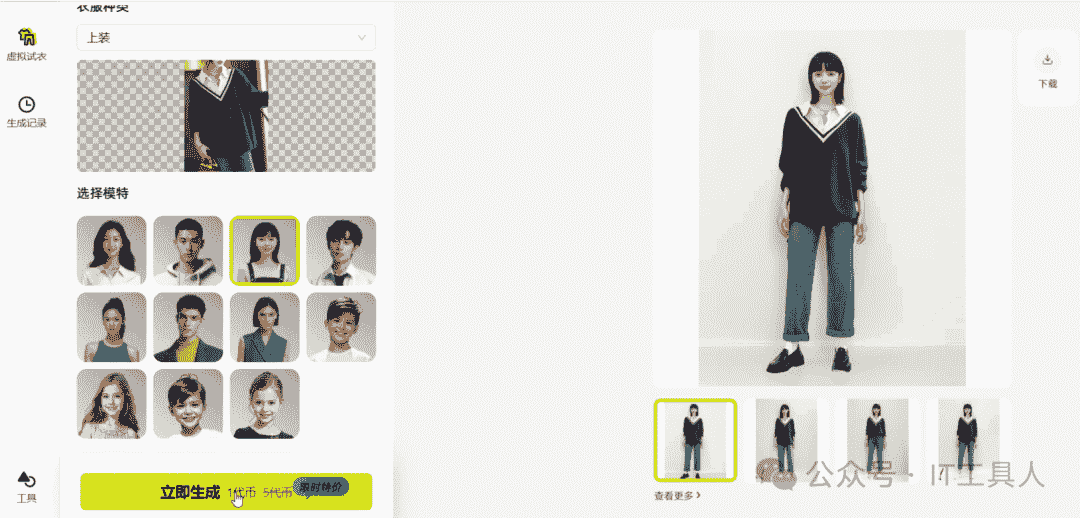 衣服种类
上装
虚拟试衣
生成记录
选择模特
工具
立即生成 1代币 5代币 限时特价
下载
查看更多 ›
公众号 · IT工具人